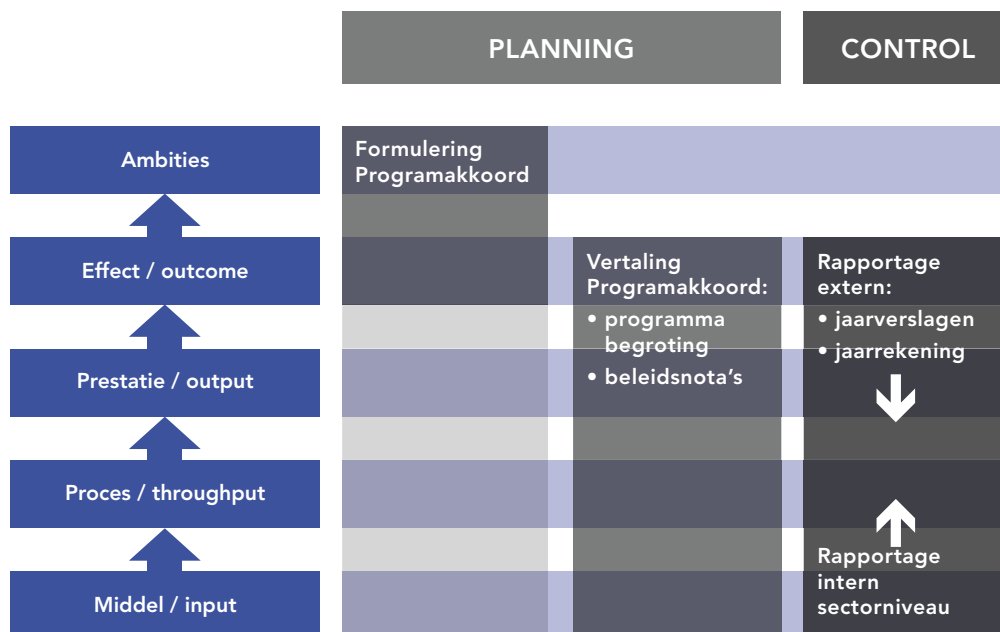 PLANNING
CONTROL
Ambities
Formulering
Programakkoord
Effect / outcome
Vertaling
Programakkoord:
• programma
begroting
• beleidsnota’s
Rapportage
extern:
• jaarverslagen
• jaarrekening
Prestatie / output
Proces / throughput
Middel / input
Rapportage
intern
sectorniveau